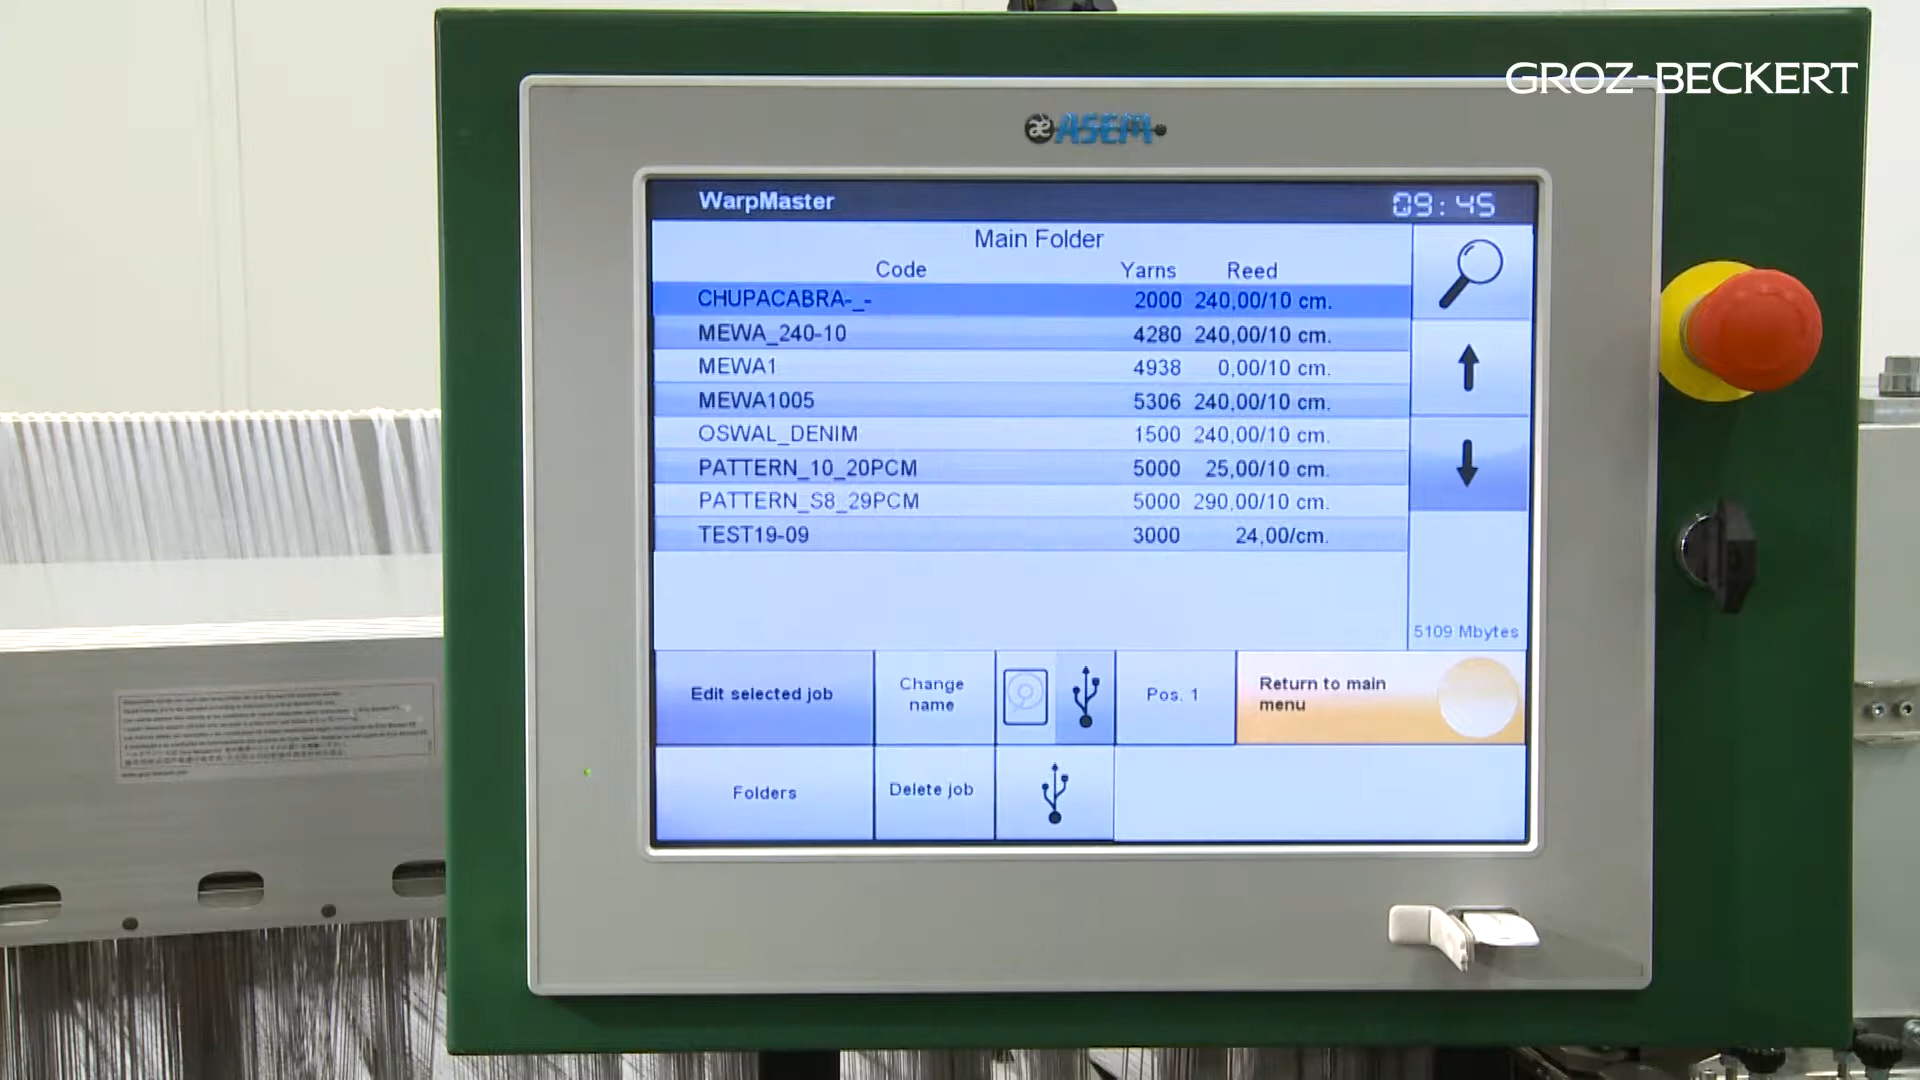 GROZ-BECKERT
ASEM
WarpMaster 09:45
Main Folder
Code Yarns Reed
CHUPACABRA-_- 2000 240,00/10 cm.
MEWA_240-10 4280 240,00/10 cm.
MEWA1 4938 0,00/10 cm.
MEWA1005 5306 240,00/10 cm.
OSWAL_DENIM 1500 240,00/10 cm.
PATTERN_10_20PCM 5000 25,00/10 cm.
PATTERN_S8_29PCM 5000 290,00/10 cm.
TEST19-09 3000 24,00/cm.
5109 Mbytes
Edit selected job
Change
name
Pos. 1
Return to main
menu
Folders
Delete job